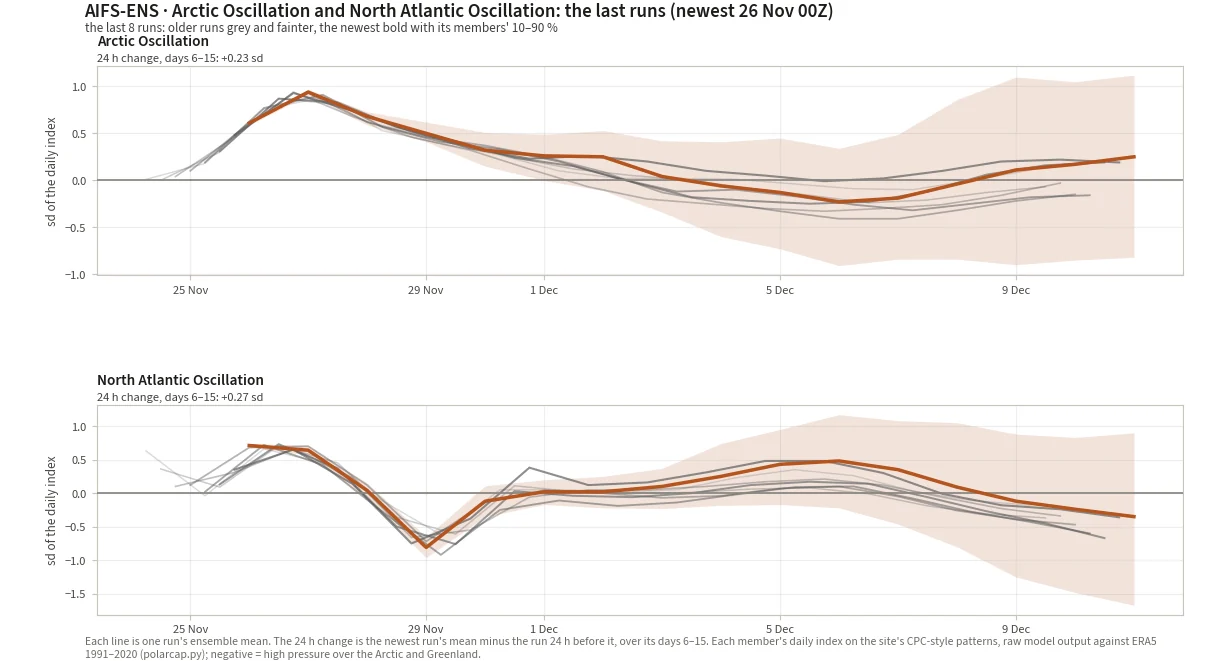 AIFS-ENS · Arctic Oscillation and North Atlantic Oscillation: the last runs (newest 26 Nov 00Z)
the last 8 runs: older runs grey and fainter, the newest bold with its members' 10–90 %
Arctic Oscillation
24 h change, days 6–15: +0.23 sd
sd of the daily index
1.0
0.5
0.0
−0.5
−1.0
25 Nov
29 Nov
1 Dec
5 Dec
9 Dec
North Atlantic Oscillation
24 h change, days 6–15: +0.27 sd
sd of the daily index
1.0
0.5
0.0
−0.5
−1.0
−1.5
25 Nov
29 Nov
1 Dec
5 Dec
9 Dec
Each line is one run's ensemble mean. The 24 h change is the newest run's mean minus the run 24 h before it, over its days 6–15. Each member's daily index on the site's CPC-style patterns, raw model output against ERA5
1991–2020 (polarcap.py); negative = high pressure over the Arctic and Greenland.